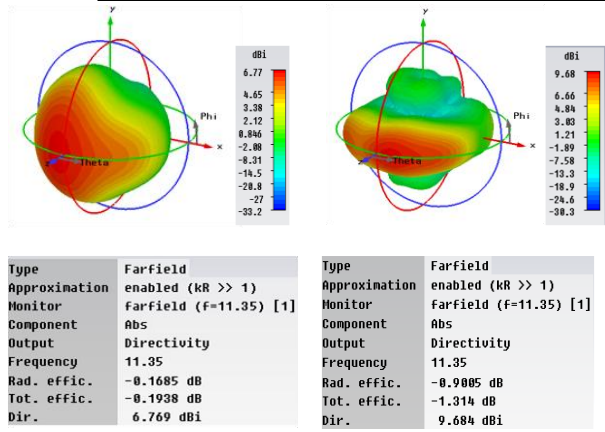 y
dBi
6.77
4.65
3.38
2.12
0.846
-2.08
-8.31
-14.5
-20.8
-27
-33.2
Phi
x
z
Theta
y
dBi
9.68
6.66
4.84
3.03
1.21
-1.89
-7.58
-13.3
-18.9
-24.6
-30.3
Phi
x
z
Theta
Type Farfield
Approximation enabled (kR >> 1)
Monitor farfield (f=11.35) [1]
Component Abs
Output Directivity
Frequency 11.35
Rad. effic. -0.1685 dB
Tot. effic. -0.1938 dB
Dir. 6.769 dBi
Type Farfield
Approximation enabled (kR >> 1)
Monitor farfield (f=11.35) [1]
Component Abs
Output Directivity
Frequency 11.35
Rad. effic. -0.9005 dB
Tot. effic. -1.314 dB
Dir. 9.684 dBi